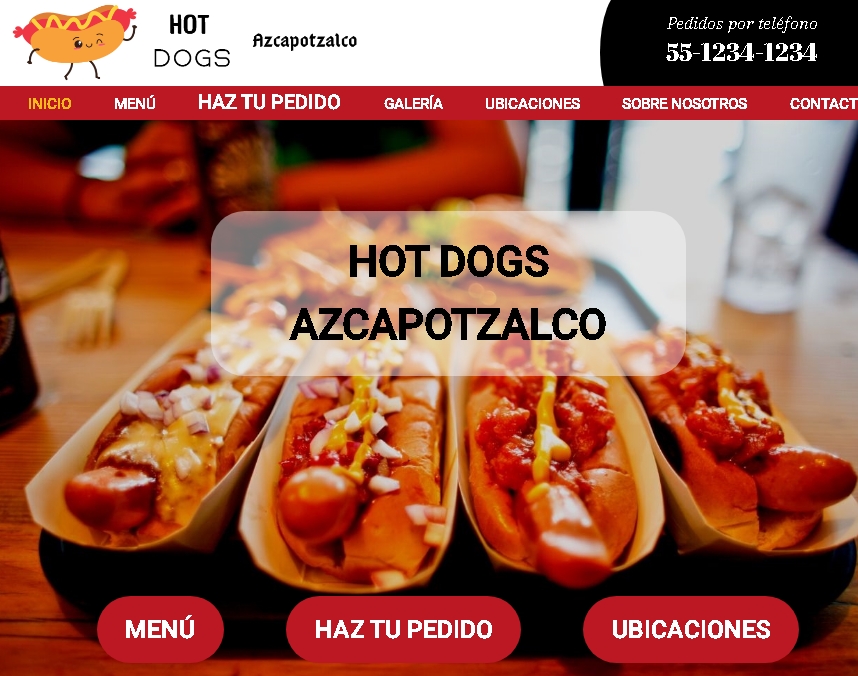 HOT
DOGS
Azcapotzalco
Pedidos por teléfono
55-1234-1234
INICIO MENÚ HAZ TU PEDIDO GALERÍA UBICACIONES SOBRE NOSOTROS CONTACT
HOT DOGS
AZCAPOTZALCO
MENÚ HAZ TU PEDIDO UBICACIONES